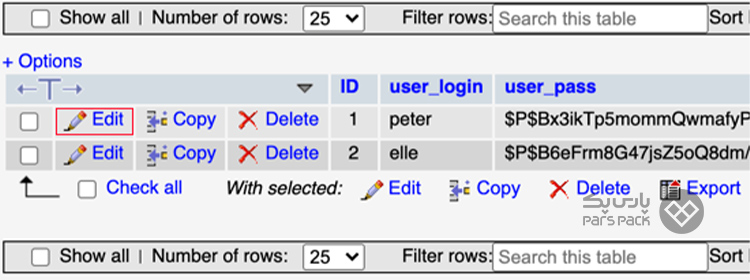 Show all | Number of rows: 25 Filter rows: Search this table Sort
+ Options
←T→ ID user_login user_pass
Edit Copy Delete 1 peter $P$Bx3ikTp5mommQwmafyP
Edit Copy Delete 2 elle $P$B6eFrm8G47jsZ5oQ8dm/
Check all With selected: Edit Copy Delete Export
پارس‌پک
PARS PACK
Show all | Number of rows: 25 Filter rows: Search this table Sort